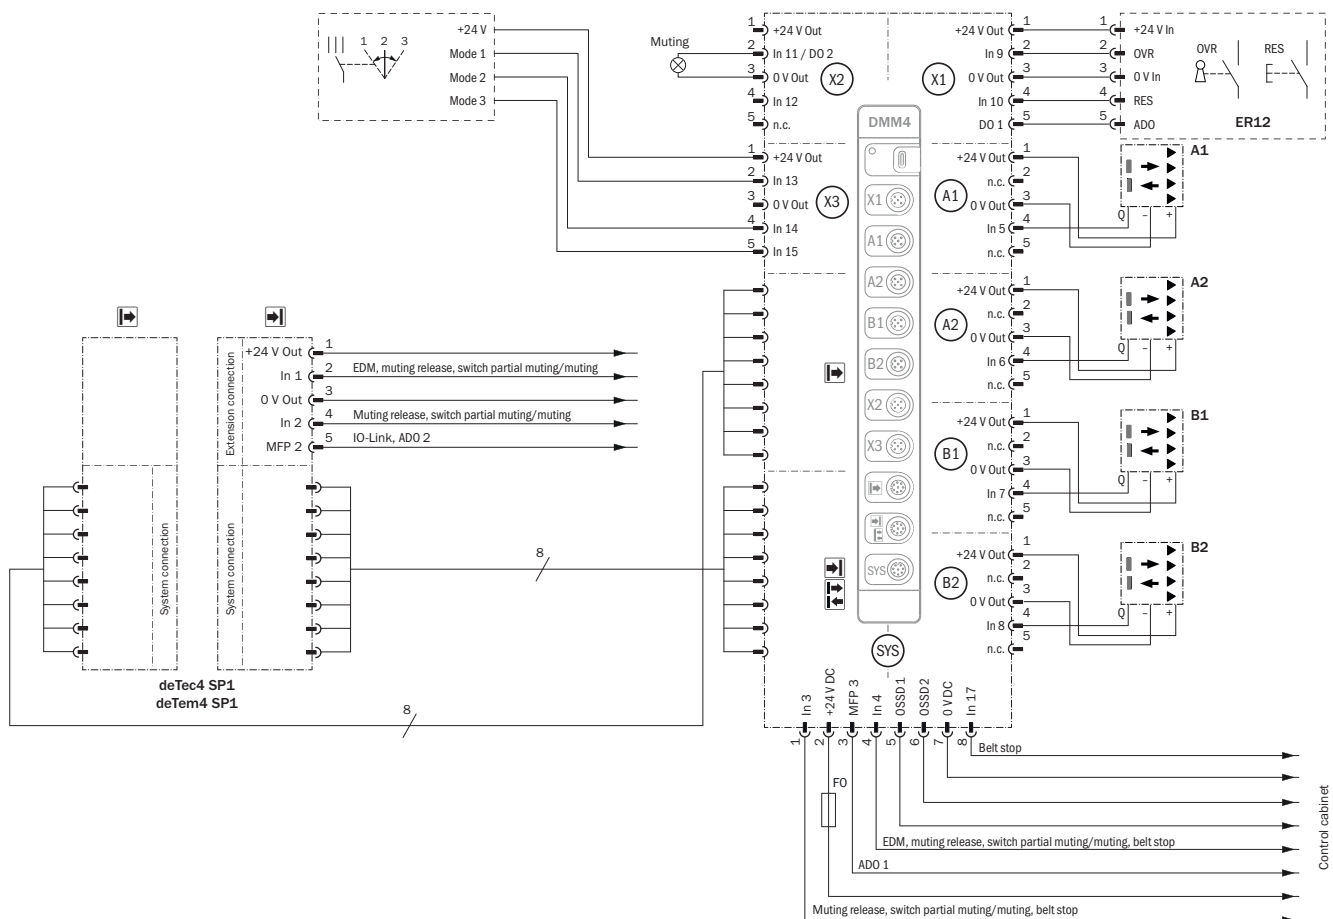 +24 V
Mode 1
Mode 2
Mode 3
1 2 3
Muting
1 +24 V Out
2 In 11 / DO 2
3 0 V Out
4 In 12
5 n.c.
X2
1 +24 V Out
2 In 13
3 0 V Out
4 In 14
5 In 15
X3
+24 V Out 1
In 9 2
0 V Out 3
In 10 4
DO 1 5
X1
1 +24 V In
2 OVR
3 0 V In
4 RES
5 ADO
OVR RES
ER12
DMM4
X1
A1
A2
B1
B2
X2
X3
SYS
+24 V Out 1
n.c. 2
0 V Out 3
In 5 4
n.c. 5
A1
A1
Q – +
+24 V Out 1
n.c. 2
0 V Out 3
In 6 4
n.c. 5
A2
A2
Q – +
+24 V Out 1
n.c. 2
0 V Out 3
In 7 4
n.c. 5
B1
B1
Q – +
+24 V Out 1
n.c. 2
0 V Out 3
In 8 4
n.c. 5
B2
B2
Q – +
Extension connection
+24 V Out 1
In 1 2 EDM, muting release, switch partial muting/muting
0 V Out 3
In 2 4 Muting release, switch partial muting/muting
MFP 2 5 IO-Link, ADO 2
System connection
System connection
8
deTec4 SP1
deTem4 SP1
8
SYS
In 3
+24 V DC
MFP 3
In 4
OSSD 1
OSSD 2
0 V DC
In 17
1 2 3 4 5 6 7 8
Belt stop
F0
EDM, muting release, switch partial muting/muting, belt stop
ADO 1
Muting release, switch partial muting/muting, belt stop
Control cabinet